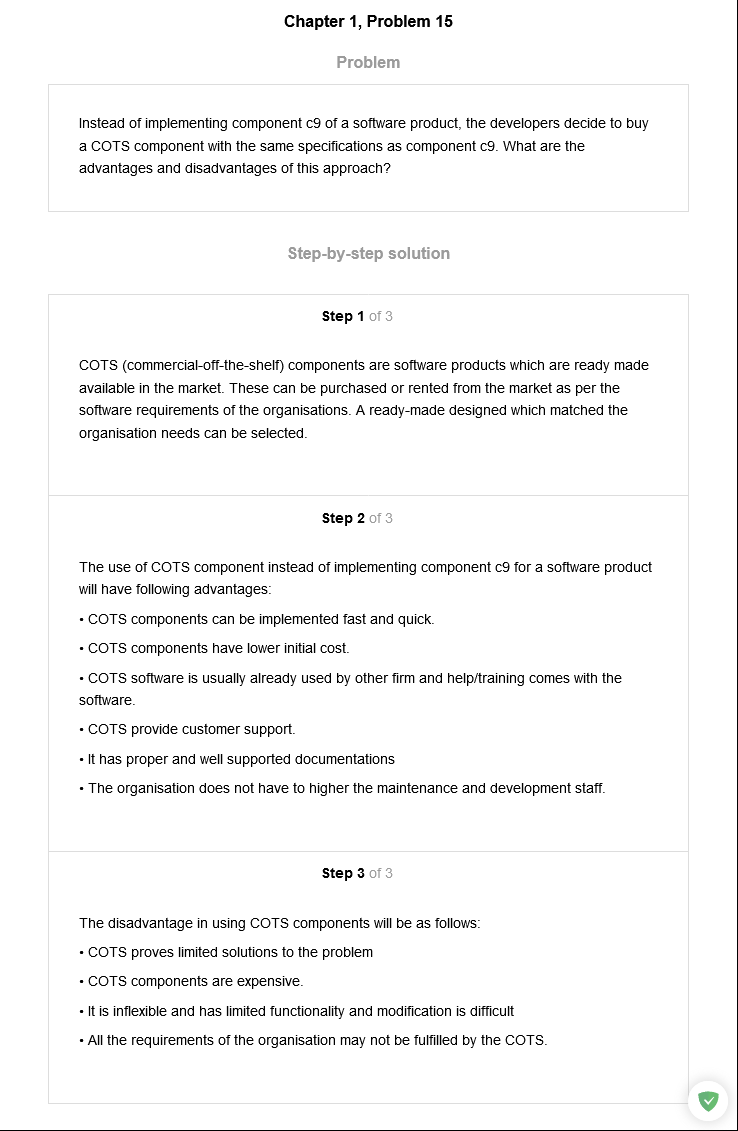 Chapter 1, Problem 15
Problem
Instead of implementing component c9 of a software product, the developers decide to buy
a COTS component with the same specifications as component c9. What are the
advantages and disadvantages of this approach?
Step-by-step solution
Step 1 of 3
COTS (commercial-off-the-shelf) components are software products which are ready made
available in the market. These can be purchased or rented from the market as per the
software requirements of the organisations. A ready-made designed which matched the
organisation needs can be selected.
Step 2 of 3
The use of COTS component instead of implementing component c9 for a software product
will have following advantages:
• COTS components can be implemented fast and quick.
• COTS components have lower initial cost.
• COTS software is usually already used by other firm and help/training comes with the
software.
• COTS provide customer support.
• It has proper and well supported documentations
• The organisation does not have to higher the maintenance and development staff.
Step 3 of 3
The disadvantage in using COTS components will be as follows:
• COTS proves limited solutions to the problem
• COTS components are expensive.
• It is inflexible and has limited functionality and modification is difficult
• All the requirements of the organisation may not be fulfilled by the COTS.